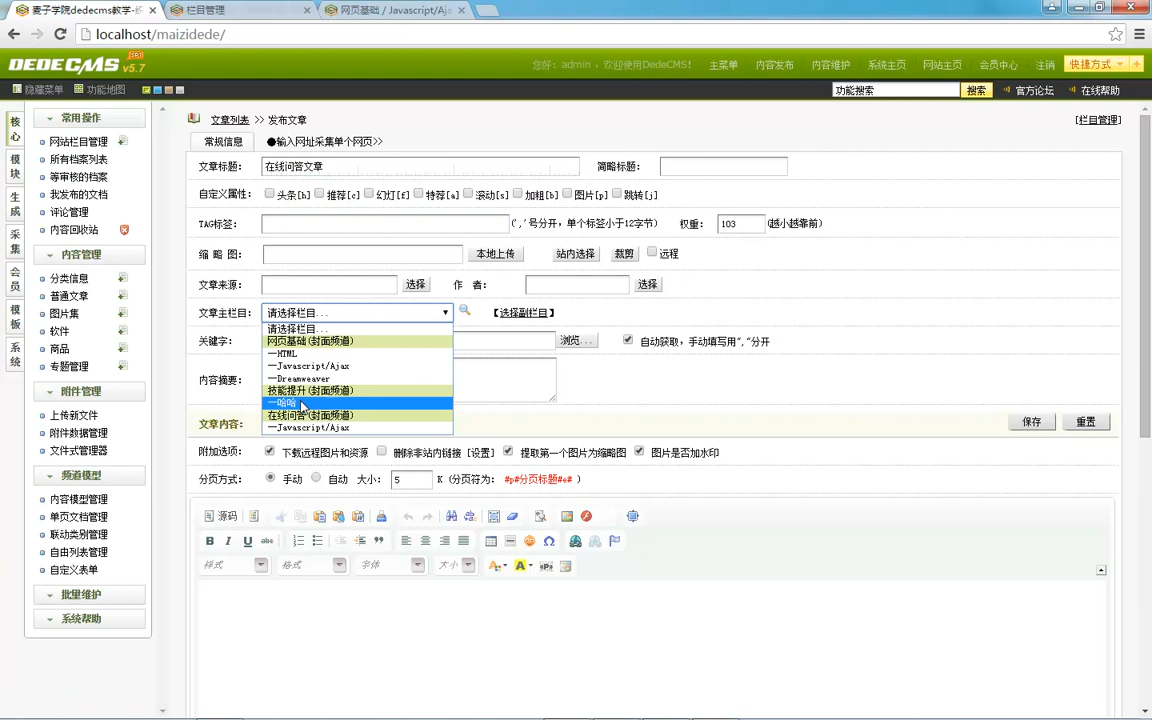 麦子学院dedecms教学-织
栏目管理
网页基础 / Javascript/Aja
localhost/maizidede/
DEDECMS v5.7 SP1
您好: admin , 欢迎使用DedeCMS! 主菜单 内容发布 内容维护 系统主页 网站主页 会员中心 注销 快捷方式
隐藏菜单 功能地图 功能搜索 搜索 官方论坛 在线帮助
核心
模块
生成
采集
会员
模板
系统
常用操作
网站栏目管理
所有档案列表
等审核的档案
我发布的文档
评论管理
内容回收站
内容管理
分类信息
普通文章
图片集
软件
商品
专题管理
附件管理
上传新文件
附件数据管理
文件式管理器
频道模型
内容模型管理
单页文档管理
联动类别管理
自由列表管理
自定义表单
批量维护
系统帮助
文章列表 >> 发布文章 [栏目管理]
常规信息 ●输入网址采集单个网页>>
文章标题: 在线问答文章 简略标题:
自定义属性: 头条[h] 推荐[c] 幻灯[f] 特荐[a] 滚动[s] 加粗[b] 图片[p] 跳转[j]
TAG标签: (','号分开，单个标签小于12字节) 权重: 103 (越小越靠前)
缩 略 图: 本地上传 站内选择 裁剪 远程
文章来源: 选择 作 者: 选择
文章主栏目: 请选择栏目... 【选择副栏目】
请选择栏目...
网页基础(封面频道)
─HTML
─Javascript/Ajax
─Dreamweaver
技能提升(封面频道)
─哈哈
在线问答(封面频道)
─Javascript/Ajax
关键字: 浏览... 自动获取，手动填写用","分开
内容摘要:
文章内容: 保存 重置
附加选项: 下载远程图片和资源 删除非站内链接 [设置] 提取第一个图片为缩略图 图片是否加水印
分页方式: 手动 自动 大小: 5 K (分页符为: #p#分页标题#e# )
源码
B I U abc
样式 格式 字体 大小